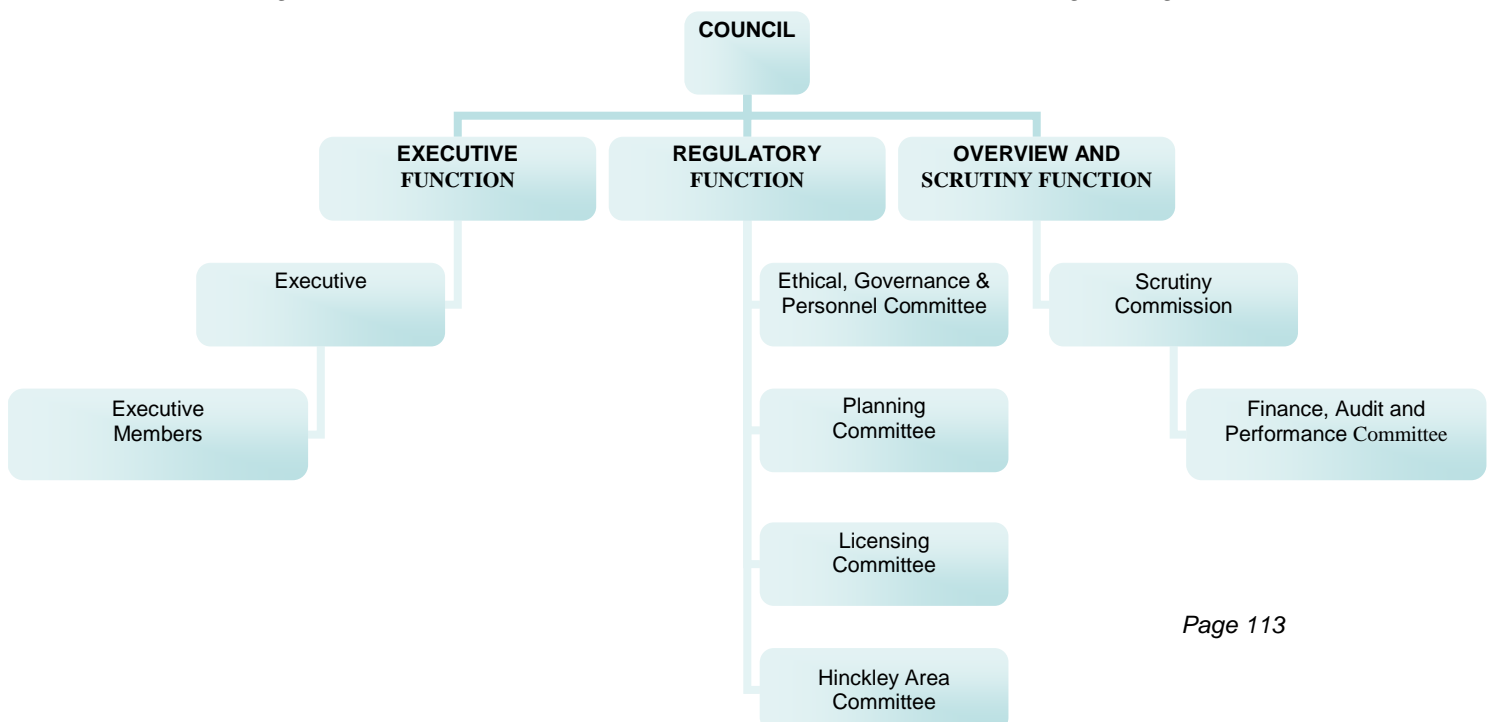 COUNCIL
EXECUTIVE
FUNCTION
REGULATORY
FUNCTION
OVERVIEW AND
SCRUTINY FUNCTION
Executive
Ethical, Governance &
Personnel Committee
Scrutiny
Commission
Executive
Members
Planning
Committee
Finance, Audit and
Performance Committee
Licensing
Committee
Page 113
Hinckley Area
Committee